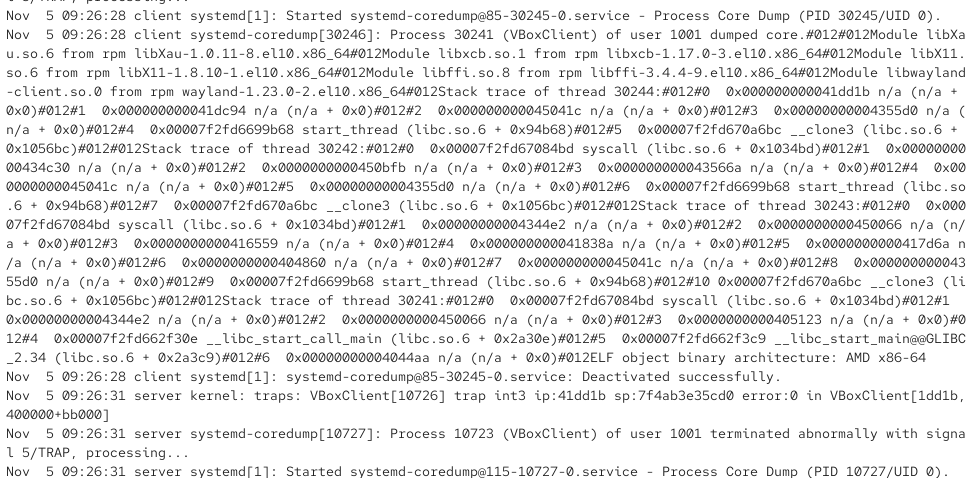 l 5/TRAP, processing...
Nov  5 09:26:28 client systemd[1]: Started systemd-coredump@85-30245-0.service - Process Core Dump (PID 30245/UID 0).
Nov  5 09:26:28 client systemd-coredump[30246]: Process 30241 (VBoxClient) of user 1001 dumped core.#012#012Module libXa
u.so.6 from rpm libXau-1.0.11-8.el10.x86_64#012Module libxcb.so.1 from rpm libxcb-1.17.0-3.el10.x86_64#012Module libX11.
so.6 from rpm libX11-1.8.10-1.el10.x86_64#012Module libffi.so.8 from rpm libffi-3.4.4-9.el10.x86_64#012Module libwayland
-client.so.0 from rpm wayland-1.23.0-2.el10.x86_64#012Stack trace of thread 30244:#012#0  0x000000000041dd1b n/a (n/a +
0x0)#012#1  0x000000000041dc94 n/a (n/a + 0x0)#012#2  0x000000000045041c n/a (n/a + 0x0)#012#3  0x00000000004355d0 n/a (
n/a + 0x0)#012#4  0x00007f2fd6699b68 start_thread (libc.so.6 + 0x94b68)#012#5  0x00007f2fd670a6bc __clone3 (libc.so.6 +
0x1056bc)#012#012Stack trace of thread 30242:#012#0  0x00007f2fd67084bd syscall (libc.so.6 + 0x1034bd)#012#1  0x00000000
00434c30 n/a (n/a + 0x0)#012#2  0x0000000000450bfb n/a (n/a + 0x0)#012#3  0x000000000043566a n/a (n/a + 0x0)#012#4  0x00
0000000045041c n/a (n/a + 0x0)#012#5  0x00000000004355d0 n/a (n/a + 0x0)#012#6  0x00007f2fd6699b68 start_thread (libc.so
.6 + 0x94b68)#012#7  0x00007f2fd670a6bc __clone3 (libc.so.6 + 0x1056bc)#012#012Stack trace of thread 30243:#012#0  0x000
07f2fd67084bd syscall (libc.so.6 + 0x1034bd)#012#1  0x00000000004344e2 n/a (n/a + 0x0)#012#2  0x0000000000450066 n/a (n/
a + 0x0)#012#3  0x0000000000416559 n/a (n/a + 0x0)#012#4  0x000000000041838a n/a (n/a + 0x0)#012#5  0x0000000000417d6a n
/a (n/a + 0x0)#012#6  0x0000000000404860 n/a (n/a + 0x0)#012#7  0x000000000045041c n/a (n/a + 0x0)#012#8  0x000000000043
55d0 n/a (n/a + 0x0)#012#9  0x00007f2fd6699b68 start_thread (libc.so.6 + 0x94b68)#012#10 0x00007f2fd670a6bc __clone3 (li
bc.so.6 + 0x1056bc)#012#012Stack trace of thread 30241:#012#0  0x00007f2fd67084bd syscall (libc.so.6 + 0x1034bd)#012#1
0x00000000004344e2 n/a (n/a + 0x0)#012#2  0x0000000000450066 n/a (n/a + 0x0)#012#3  0x0000000000405123 n/a (n/a + 0x0)#0
12#4  0x00007f2fd662f30e __libc_start_call_main (libc.so.6 + 0x2a30e)#012#5  0x00007f2fd662f3c9 __libc_start_main@@GLIBC
_2.34 (libc.so.6 + 0x2a3c9)#012#6  0x00000000004044aa n/a (n/a + 0x0)#012ELF object binary architecture: AMD x86-64
Nov  5 09:26:28 client systemd[1]: systemd-coredump@85-30245-0.service: Deactivated successfully.
Nov  5 09:26:31 server kernel: traps: VBoxClient[10726] trap int3 ip:41dd1b sp:7f4ab3e35cd0 error:0 in VBoxClient[1dd1b,
400000+bb000]
Nov  5 09:26:31 server systemd-coredump[10727]: Process 10723 (VBoxClient) of user 1001 terminated abnormally with signa
l 5/TRAP, processing...
Nov  5 09:26:31 server systemd[1]: Started systemd-coredump@115-10727-0.service - Process Core Dump (PID 10727/UID 0).